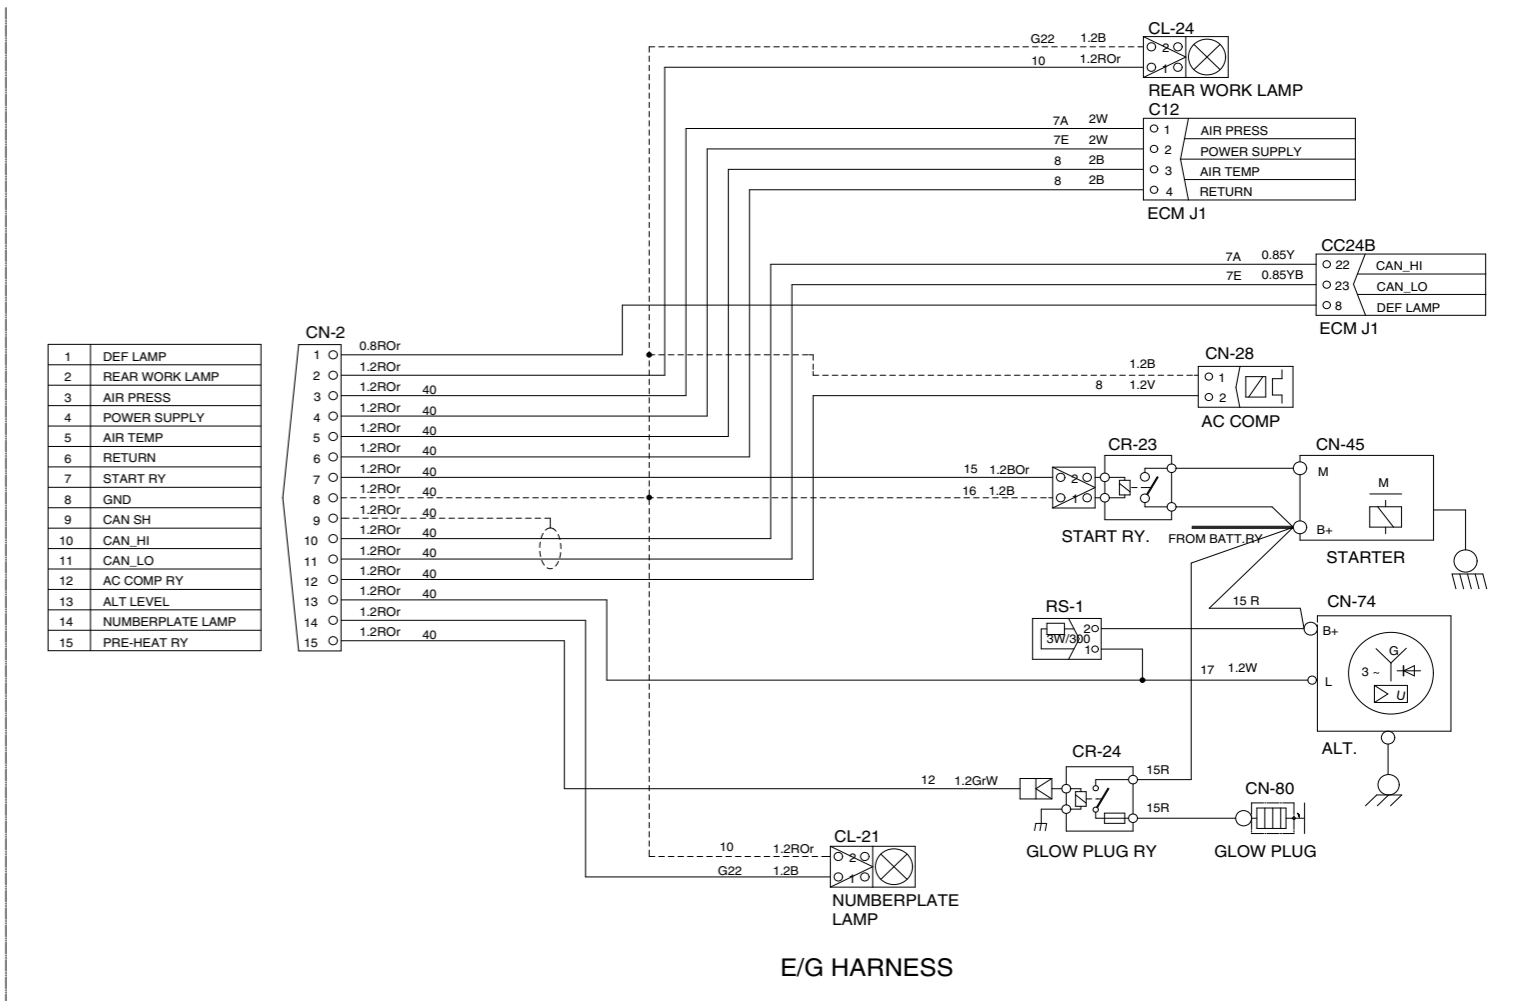 CL-24
G22 1.2B
2
10 1.2ROr
1
REAR WORK LAMP
C12
7A 2W
1 AIR PRESS
7E 2W
2 POWER SUPPLY
8 2B
3 AIR TEMP
8 2B
4 RETURN
ECM J1
CC24B
7A 0.85Y
22 CAN_HI
7E 0.85YB
23 CAN_LO
8 DEF LAMP
ECM J1
CN-2
1 DEF LAMP
2 REAR WORK LAMP
3 AIR PRESS
4 POWER SUPPLY
5 AIR TEMP
6 RETURN
7 START RY
8 GND
9 CAN SH
10 CAN_HI
11 CAN_LO
12 AC COMP RY
13 ALT LEVEL
14 NUMBERPLATE LAMP
15 PRE-HEAT RY
1 0.8ROr
2 1.2ROr
3 1.2ROr 40
4 1.2ROr 40
5 1.2ROr 40
6 1.2ROr 40
7 1.2ROr 40
8 1.2ROr 40
9 1.2ROr 40
10 1.2ROr 40
11 1.2ROr 40
12 1.2ROr 40
13 1.2ROr 40
14 1.2ROr
15 1.2ROr 40
CN-28
1.2B
1
8 1.2V
2
AC COMP
CR-23
15 1.2BOr
2
16 1.2B
1
START RY.
FROM BATT.RY
CN-45
M
M
B+
STARTER
15 R
RS-1
2
3W/300
1
CN-74
B+
G
3 ~
U
17 1.2W
L
ALT.
CR-24
15R
12 1.2GrW
15R
GLOW PLUG RY
CN-80
GLOW PLUG
CL-21
10 1.2ROr
2
G22 1.2B
1
NUMBERPLATE
LAMP
E/G HARNESS